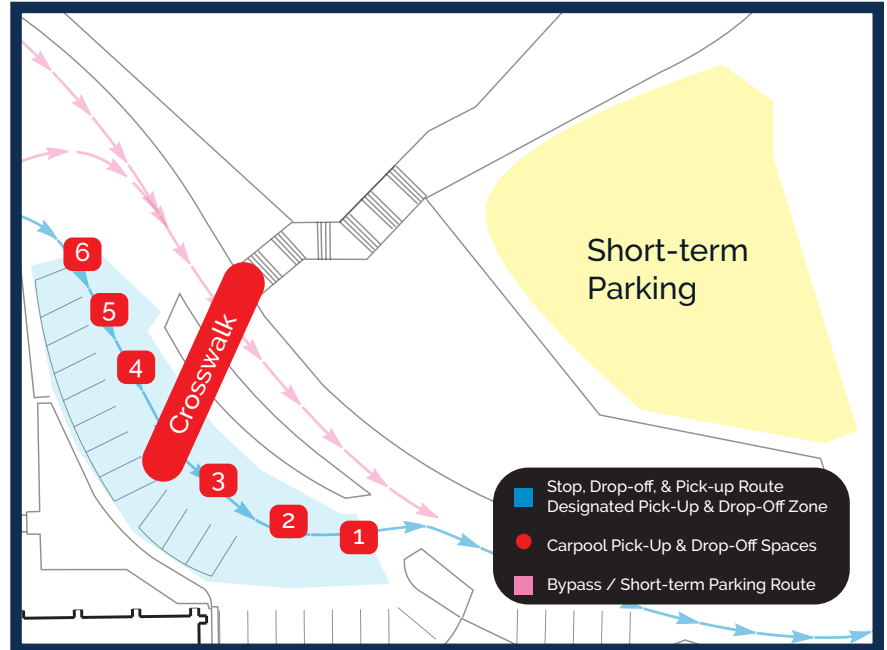 6
5
4
Crosswalk
3
2
1
Short-term
Parking
Stop, Drop-off, & Pick-up Route
Designated Pick-Up & Drop-Off Zone
Carpool Pick-Up & Drop-Off Spaces
Bypass / Short-term Parking Route